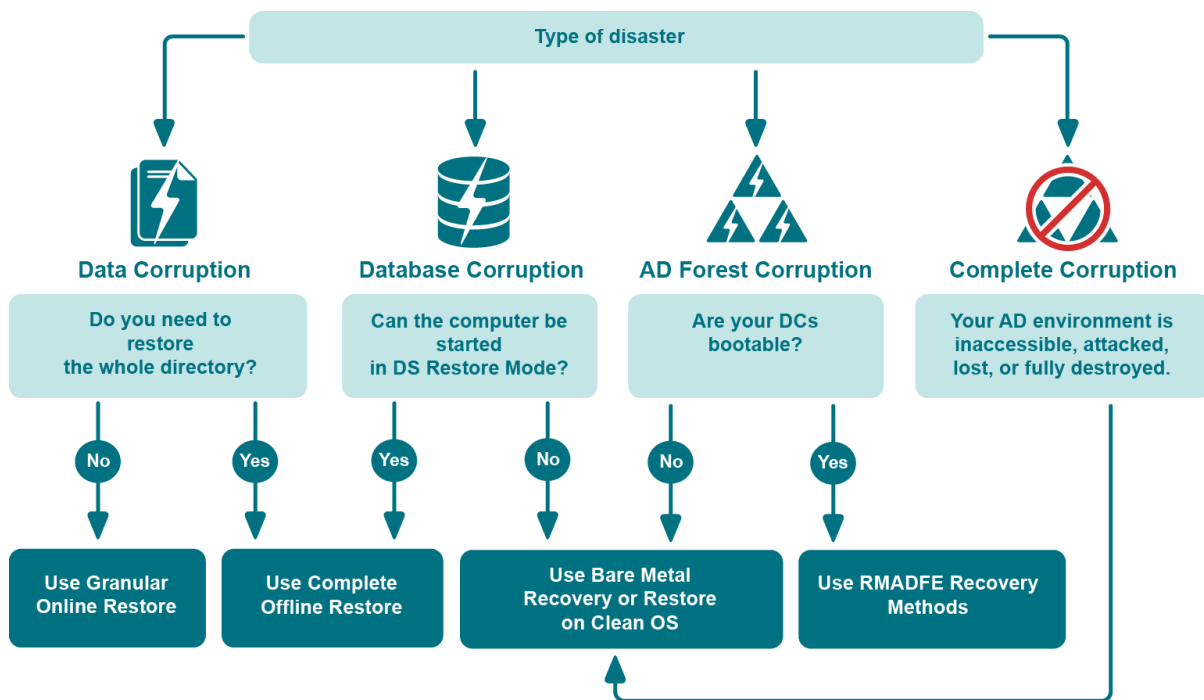 Type of disaster
Data Corruption
Database Corruption
AD Forest Corruption
Complete Corruption
Do you need to
restore
the whole directory?
Can the computer be
started
in DS Restore Mode?
Are your DCs
bootable?
Your AD environment is
inaccessible, attacked,
lost, or fully destroyed.
No
Yes
Yes
No
No
Yes
Use Granular
Online Restore
Use Complete
Offline Restore
Use Bare Metal
Recovery or Restore
on Clean OS
Use RMADFE Recovery
Methods